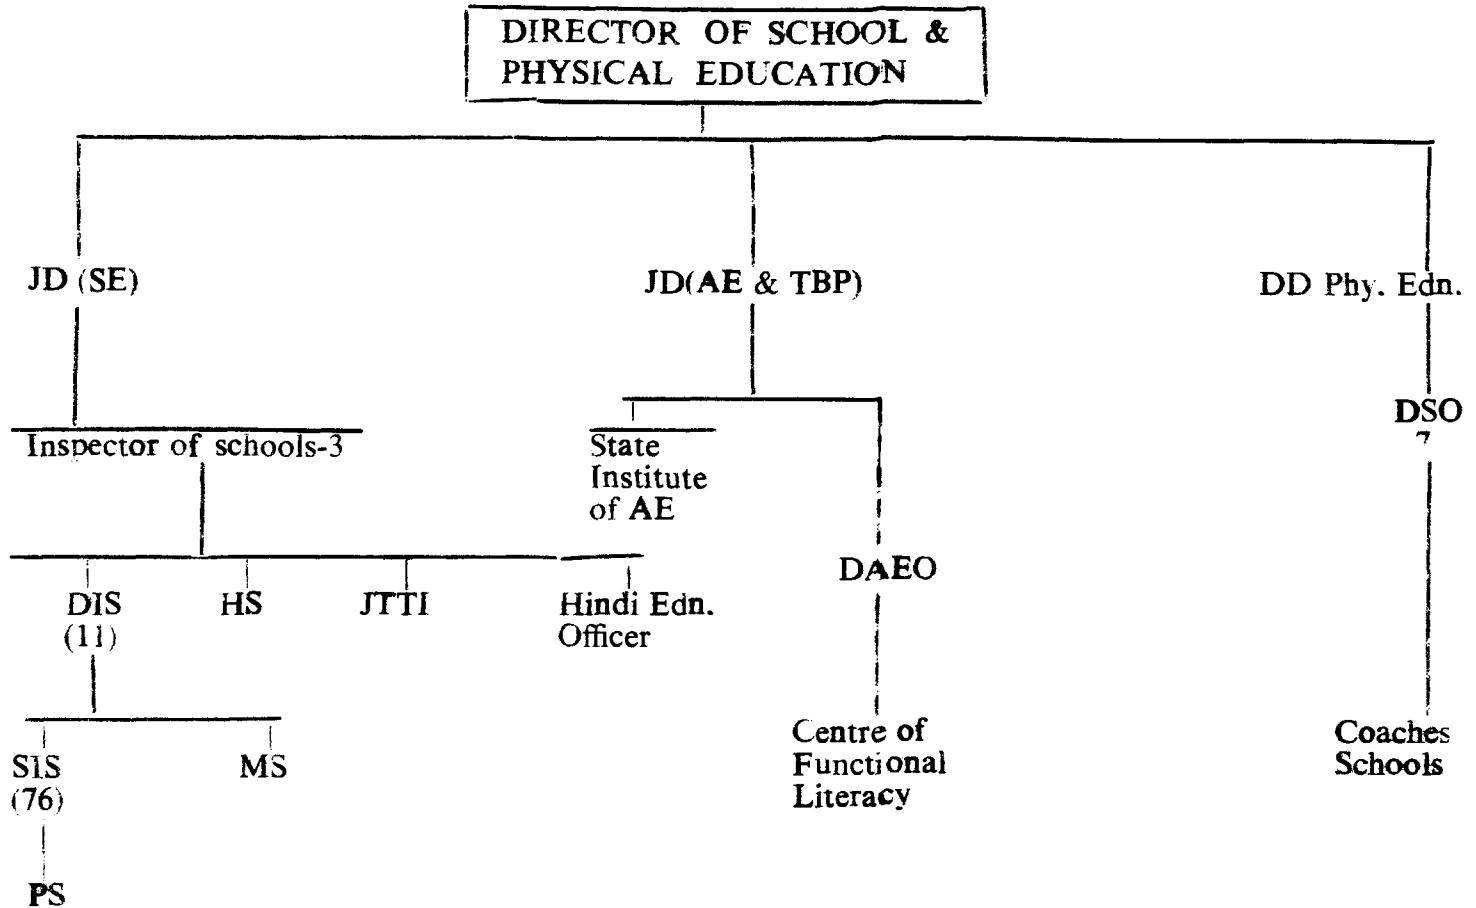 DIRECTOR OF SCHOOL &
PHYSICAL EDUCATION
JD (SE)
JD(AE & TBP)
DD Phy. Edn.
DSO
7
Inspector of schools-3
State
Institute
of AE
DAEO
DIS
(11)
HS
JTTI
Hindi Edn.
Officer
SIS
(76)
MS
Centre of
Functional
Literacy
Coaches
Schools
PS